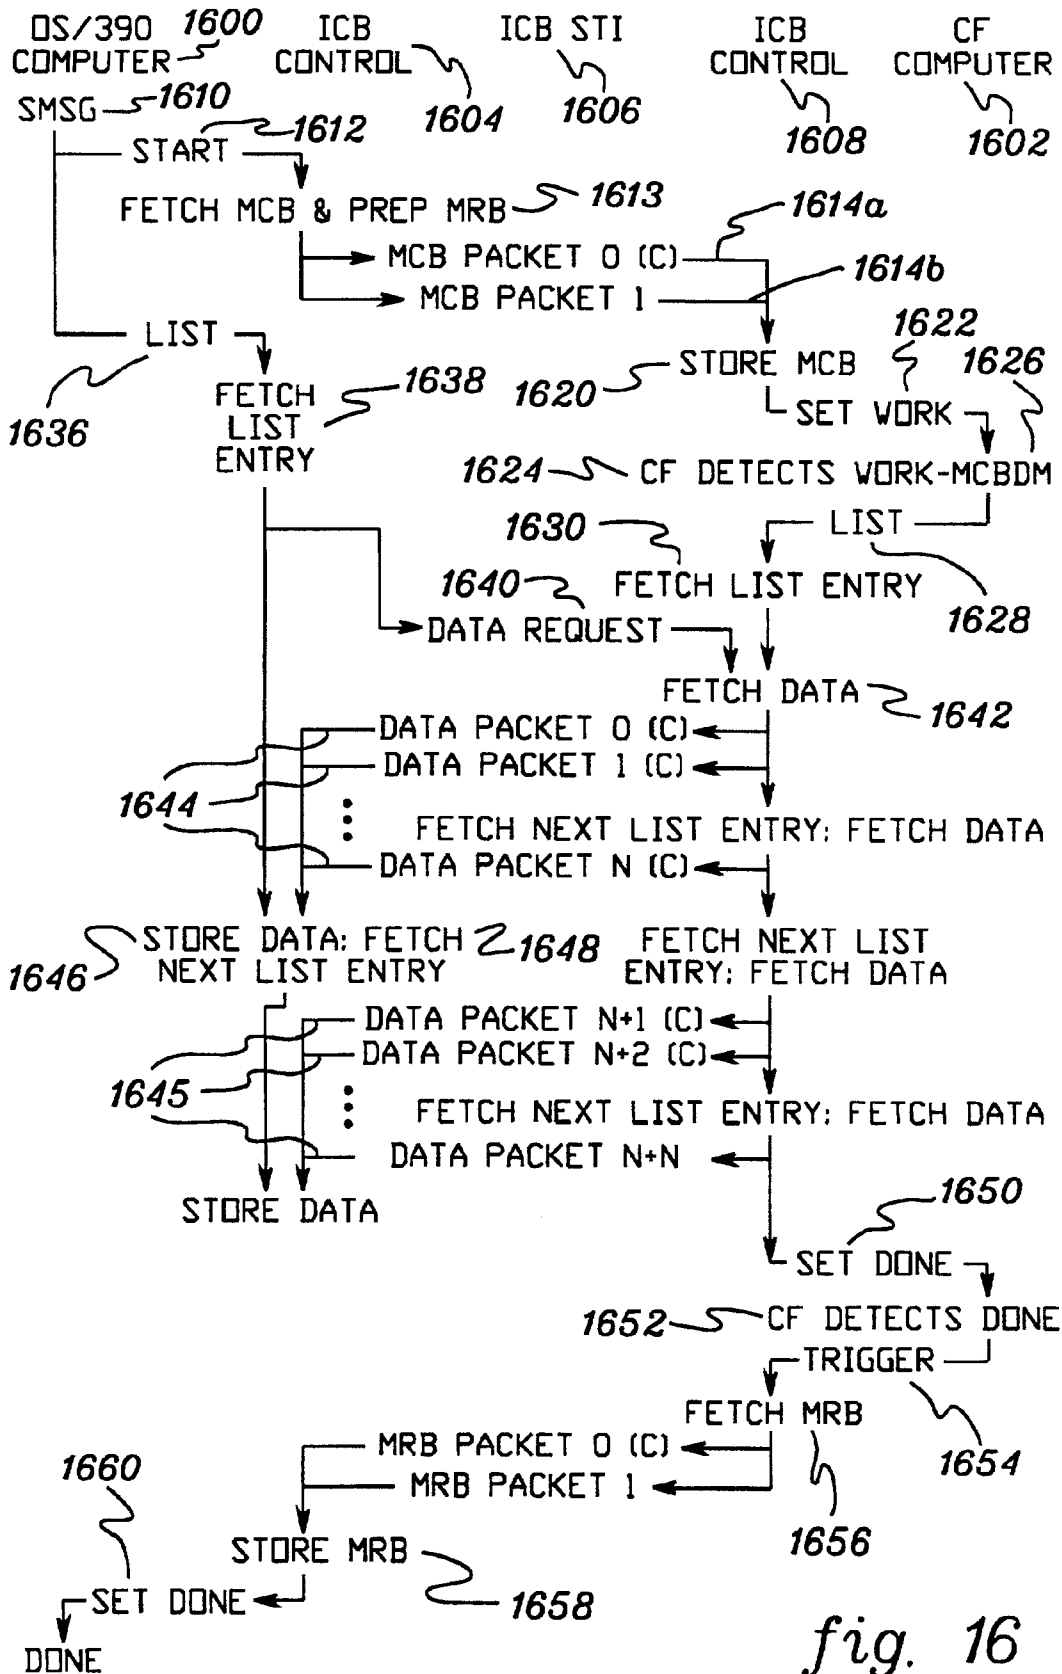 OS/390 1600 ICB ICB STI ICB CF
COMPUTER CONTROL CONTROL COMPUTER
SMSG 1610 1604 1606 1608 1602
1612
START
FETCH MCB & PREP MRB 1613 1614a
MCB PACKET 0 (C) 1614b
MCB PACKET 1
1622
LIST STORE MCB 1626
1636 FETCH 1638 1620 SET WORK
LIST
ENTRY 1624 CF DETECTS WORK-MCBDM
1630 LIST
1640 FETCH LIST ENTRY 1628
DATA REQUEST
FETCH DATA 1642
DATA PACKET 0 (C)
DATA PACKET 1 (C)
1644 FETCH NEXT LIST ENTRY; FETCH DATA
DATA PACKET N (C)
STORE DATA; FETCH 1648 FETCH NEXT LIST
1646 NEXT LIST ENTRY ENTRY; FETCH DATA
DATA PACKET N+1 (C)
DATA PACKET N+2 (C)
1645 FETCH NEXT LIST ENTRY; FETCH DATA
DATA PACKET N+N
STORE DATA 1650
SET DONE
1652 CF DETECTS DONE
TRIGGER
FETCH MRB 1654
MRB PACKET 0 (C)
1660 MRB PACKET 1
STORE MRB 1656
SET DONE 1658
DONE
fig. 16